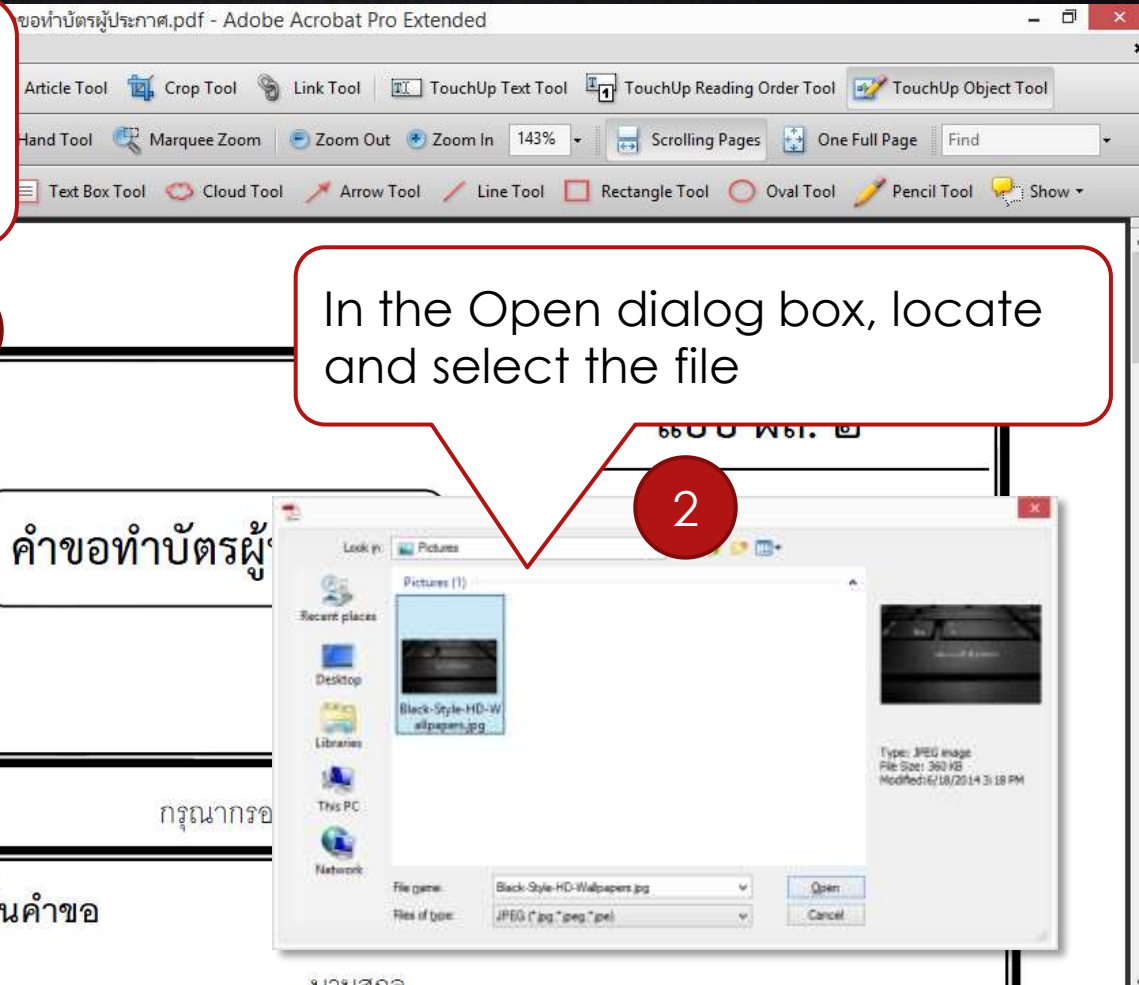 ขอทำบัตรผู้ประกาศ.pdf - Adobe Acrobat Pro Extended
Article Tool Crop Tool Link Tool TouchUp Text Tool TouchUp Reading Order Tool TouchUp Object Tool
Hand Tool Marquee Zoom Zoom Out Zoom In 143% Scrolling Pages One Full Page Find
Text Box Tool Cloud Tool Arrow Tool Line Tool Rectangle Tool Oval Tool Pencil Tool Show
In the Open dialog box, locate
and select the file
2
คำขอทำบัตรผู้
Look in: Pictures
Pictures (1)
Recent places
Desktop
Libraries
This PC
Network
Black-Style-HD-W
allpapers.jpg
Type: JPEG image
File Size: 360 KB
Modified:6/18/2014 3:18 PM
File name: Black-Style-HD-Wallpapers.jpg Open
Files of type: JPEG (*.jpg;*.jpeg;*.jpe) Cancel
กรุณากรอ
นคำขอ